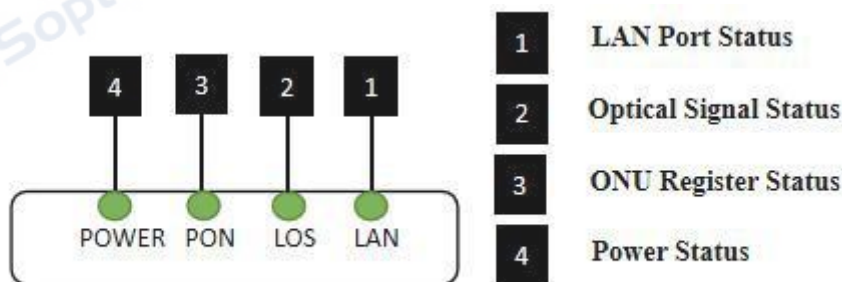 4 3 2 1
POWER PON LOS LAN
1 LAN Port Status
2 Optical Signal Status
3 ONU Register Status
4 Power Status